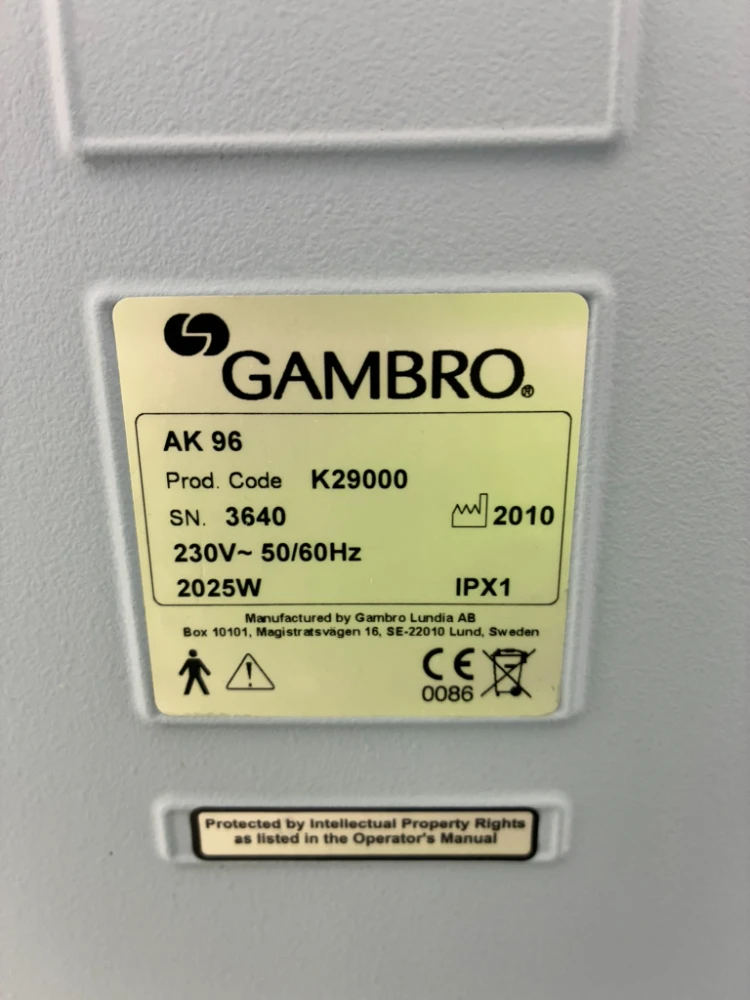 GAMBRO®
AK 96
Prod. Code K29000
SN. 3640 2010
230V~ 50/60Hz
2025W IPX1
Manufactured by Gambro Lundia AB
Box 10101, Magistratsvägen 16, SE-22010 Lund, Sweden
CE
0086
Protected by Intellectual Property Rights
as listed in the Operator's Manual